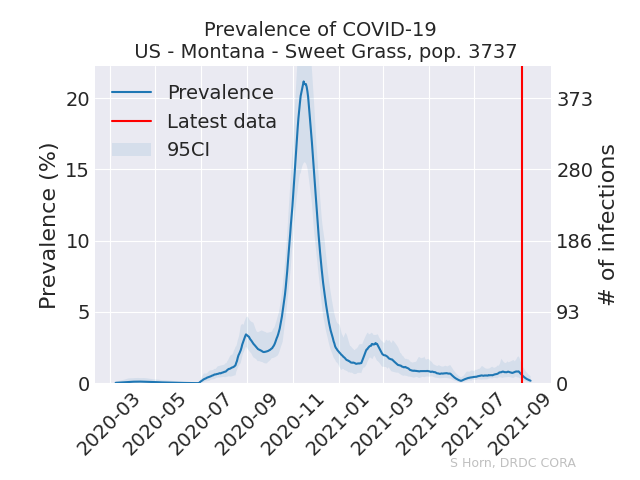 Prevalence of COVID-19
US - Montana - Sweet Grass, pop. 3737
Prevalence
Latest data
95CI
Prevalence (%)
20
15
10
5
0
373
280
186
93
0
# of infections
2020-03
2020-05
2020-07
2020-09
2020-11
2021-01
2021-03
2021-05
2021-07
2021-09
S Horn, DRDC CORA